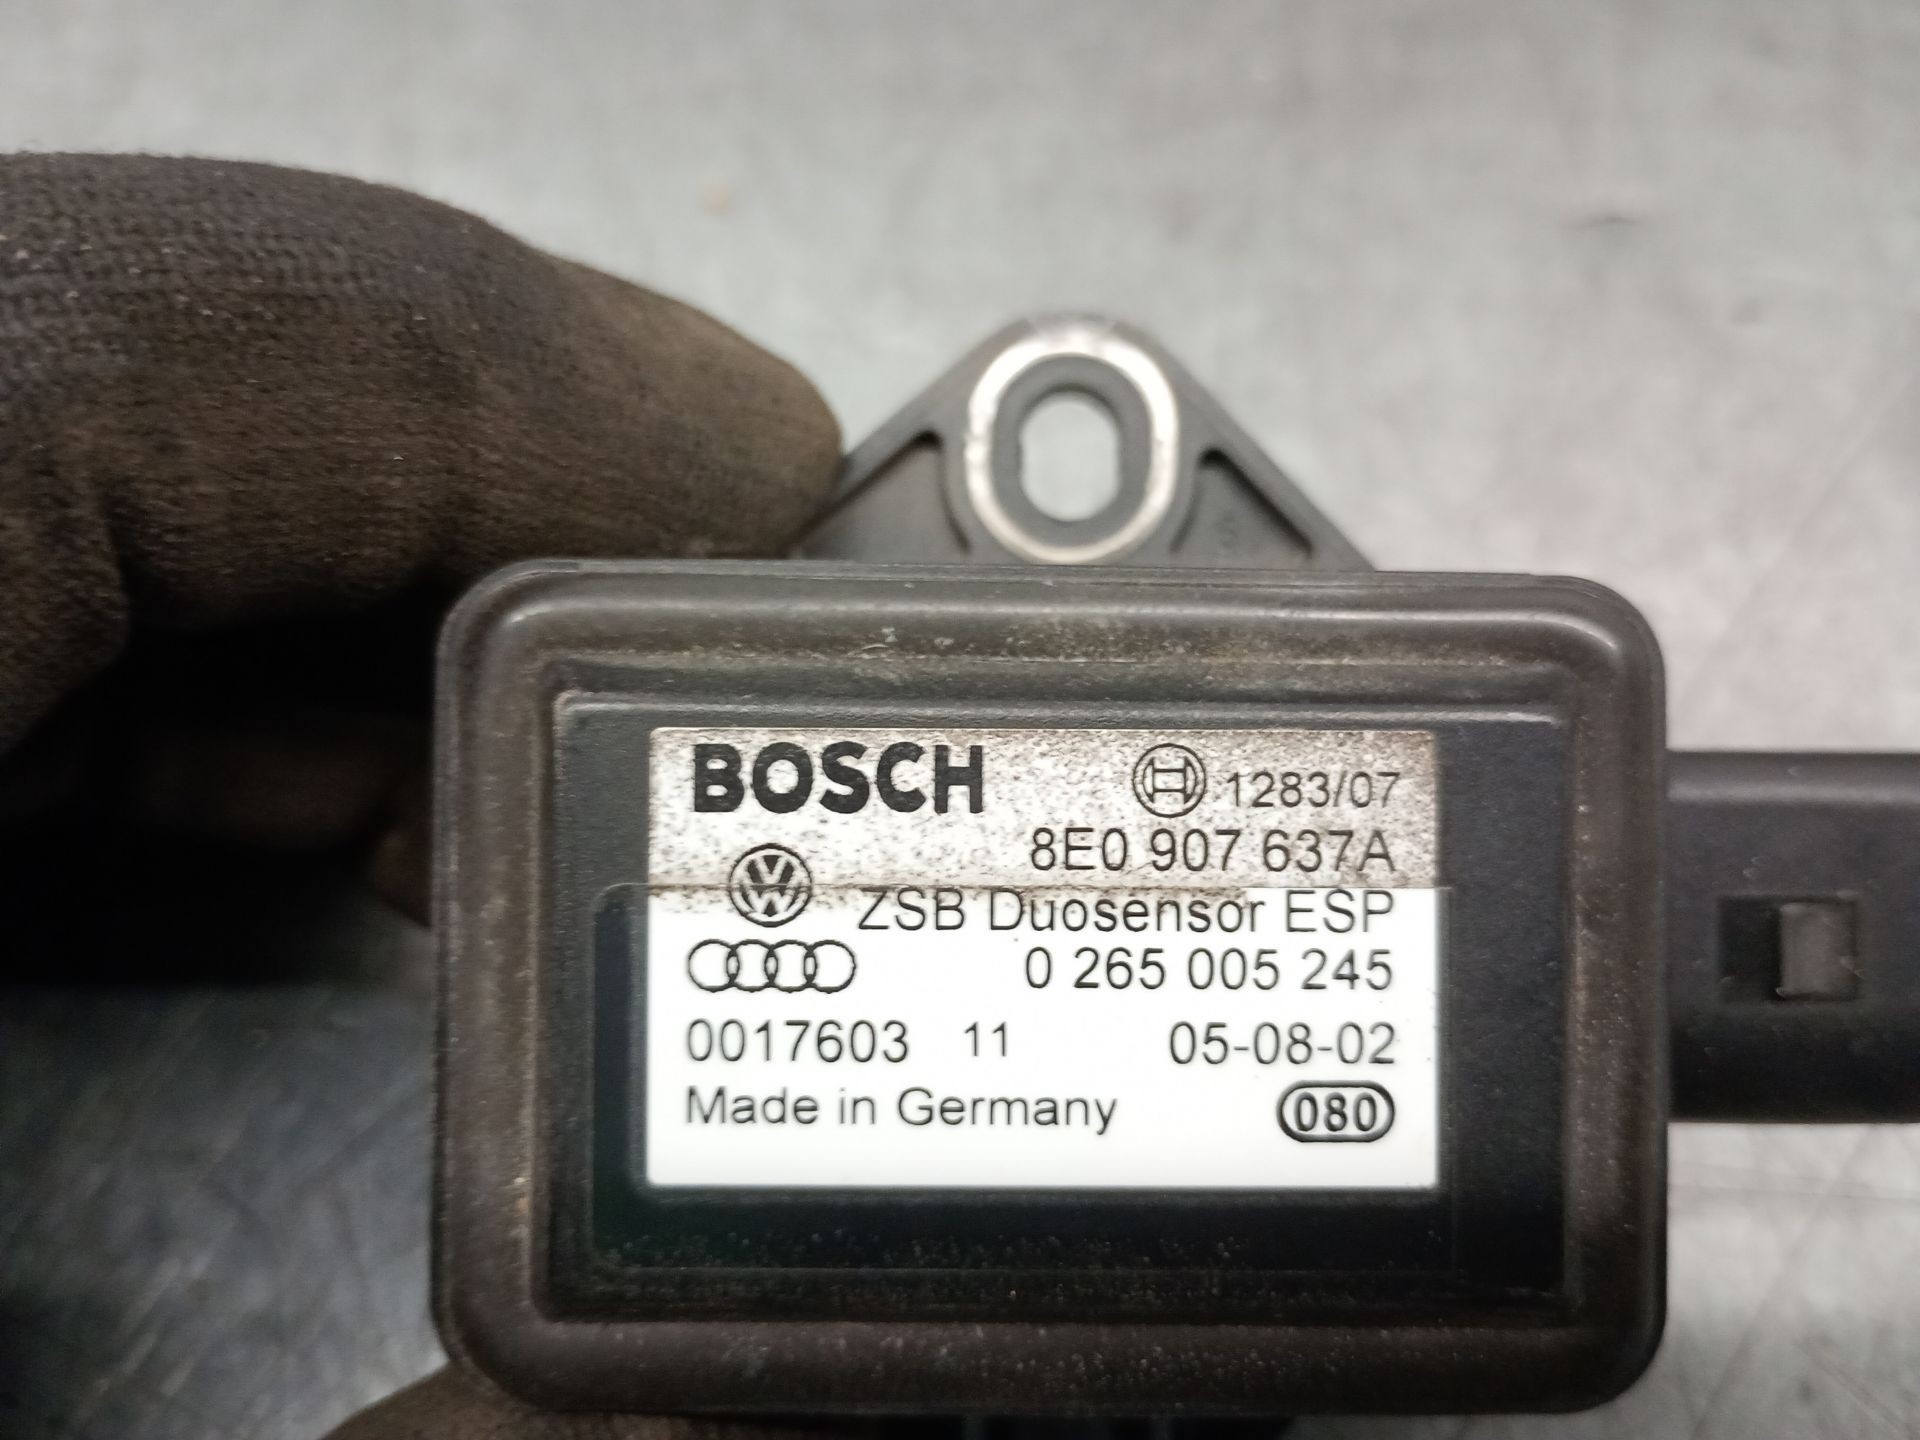 BOSCH 1283/07
8E0 907 637A
ZSB Duosensor ESP
0 265 005 245
0017603 11 05-08-02
Made in Germany 080